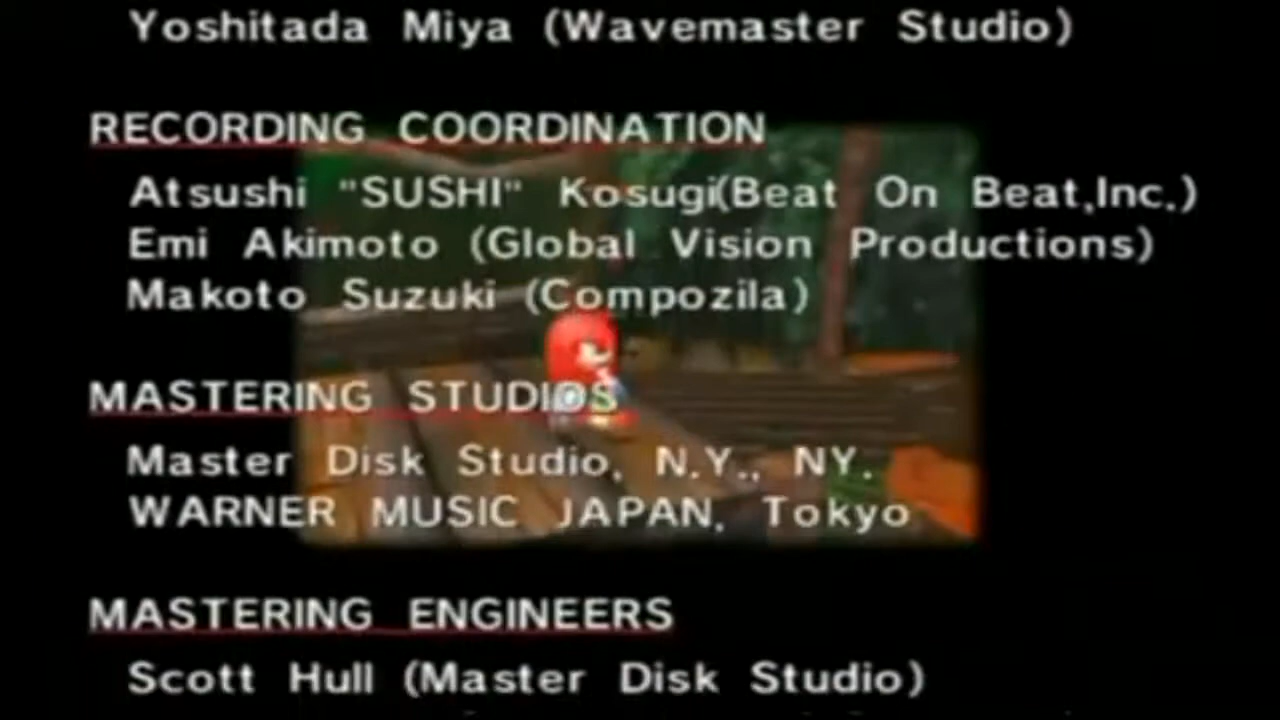 Yoshitada Miya (Wavemaster Studio)
RECORDING COORDINATION
Atsushi "SUSHI" Kosugi(Beat On Beat,Inc.)
Emi Akimoto (Global Vision Productions)
Makoto Suzuki (Compozila)
MASTERING STUDIOS
Master Disk Studio, N.Y., NY.
WARNER MUSIC JAPAN, Tokyo
MASTERING ENGINEERS
Scott Hull (Master Disk Studio)